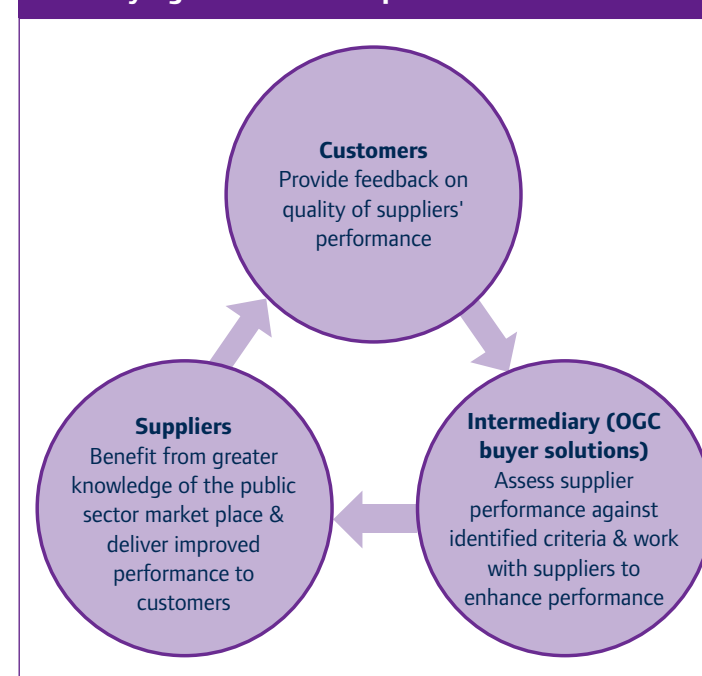 Customers
Provide feedback on
quality of suppliers'
performance
Suppliers
Benefit from greater
knowledge of the public
sector market place &
deliver improved
performance to
customers
Intermediary (OGC
buyer solutions)
Assess supplier
performance against
identified criteria & work
with suppliers to
enhance performance